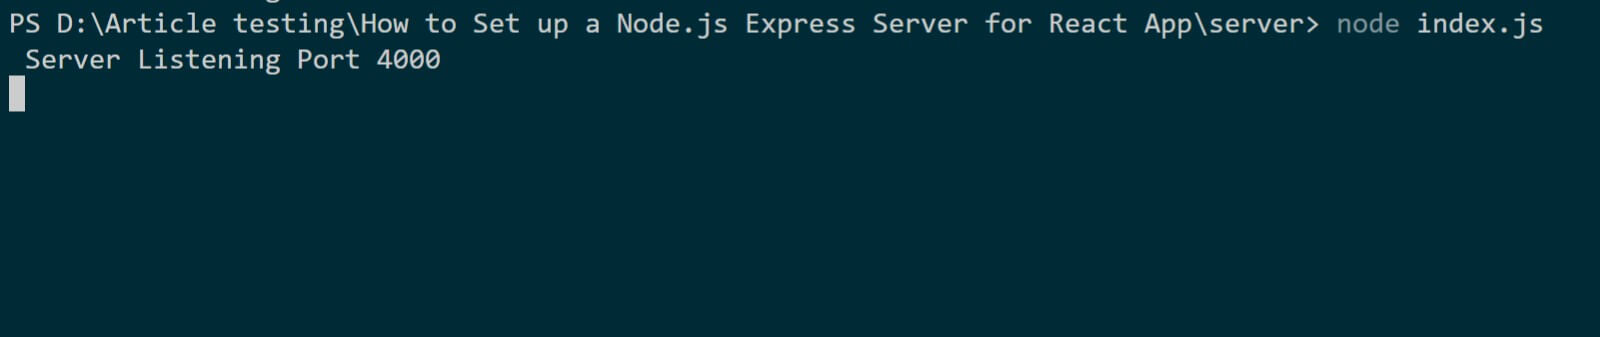 PS D:\Article testing\How to Set up a Node.js Express Server for React App\server> node index.js
Server Listening Port 4000